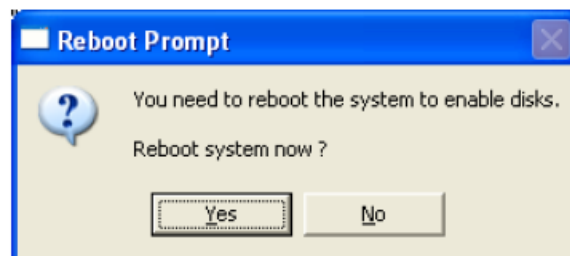 Reboot Prompt
You need to reboot the system to enable disks.
Reboot system now ?
Yes
No